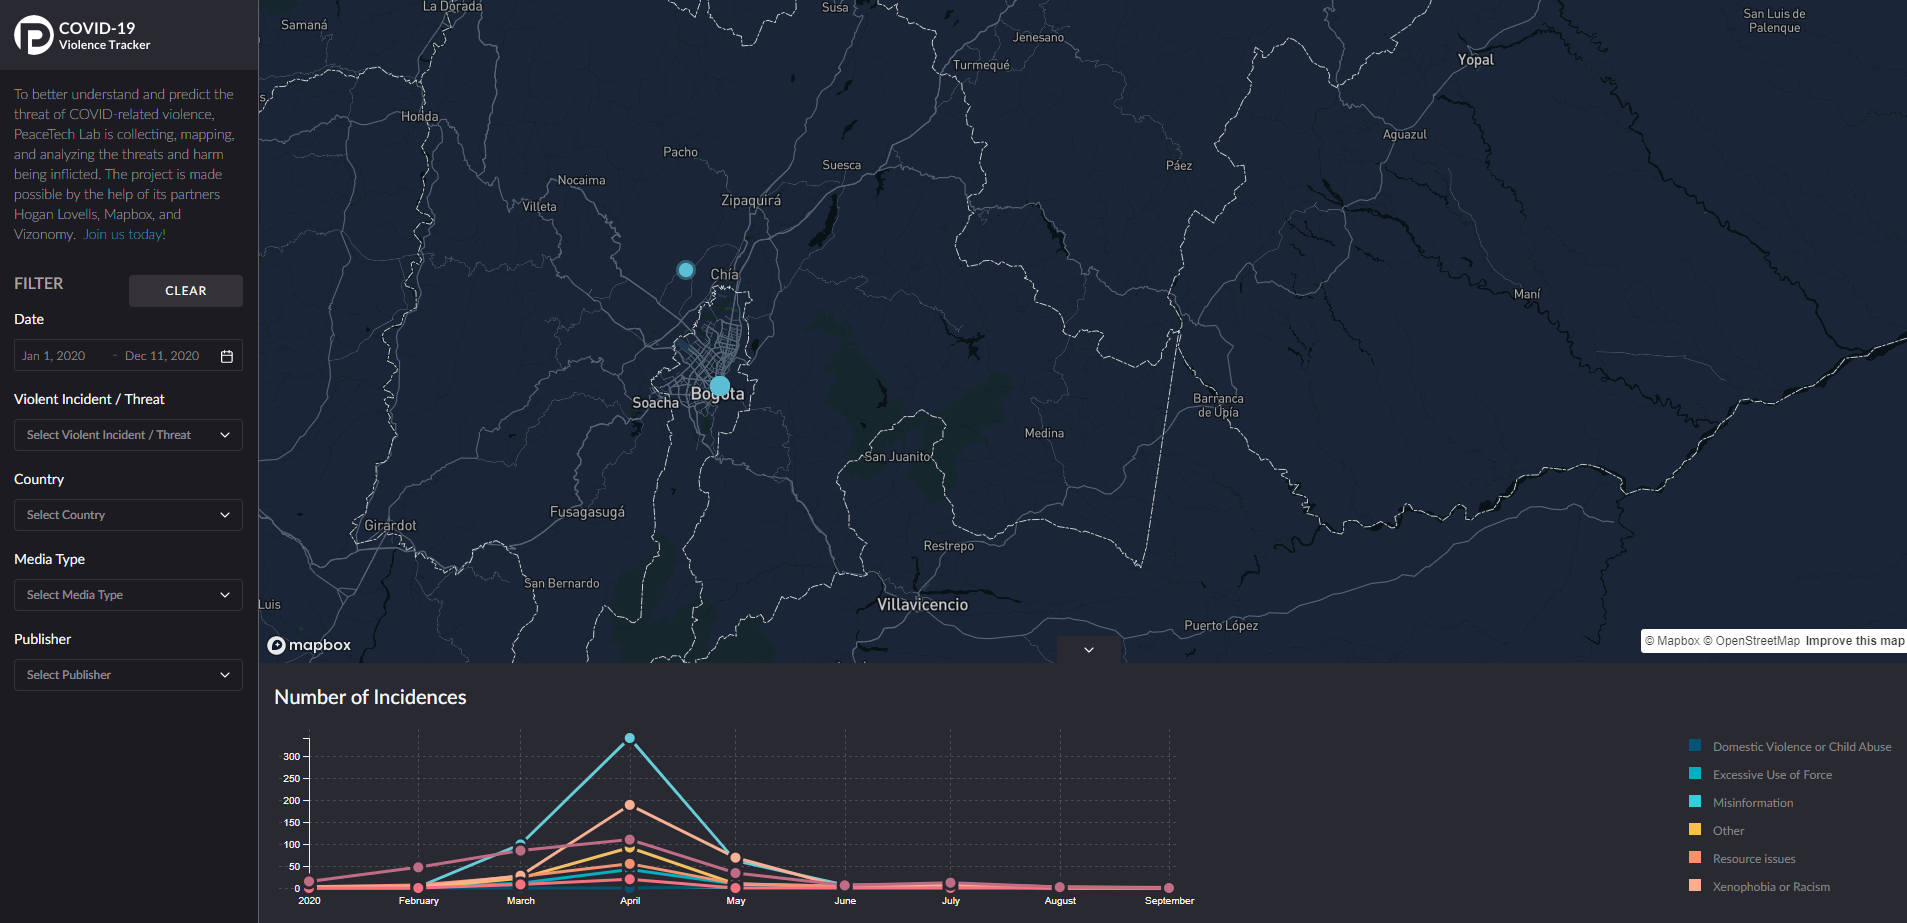 COVID-19
Violence Tracker
To better understand and predict the
threat of COVID-related violence,
PeaceTech Lab is collecting, mapping,
and analyzing the threats and harm
being inflicted. The project is made
possible by the help of its partners
Hogan Lovells, Mapbox, and
Vizonomy. Join us today!
FILTER
CLEAR
Date
Jan 1, 2020 - Dec 11, 2020
Violent Incident / Threat
Select Violent Incident / Threat
Country
Select Country
Media Type
Select Media Type
Publisher
Select Publisher
La Dorada
Susa
San Luis de
Palenque
Samaná
Jenesano
Turmequé
Yopal
Honda
Aguazul
Pacho
Suesca
Páez
Nocaima
Villeta
Zipaquirá
Chía
Maní
Bogota
Soacha
Barranca
de Upía
Medina
San Juanito
Fusagasugá
Girardot
Restrepo
San Bernardo
Luis
Villavicencio
Puerto López
mapbox
© Mapbox © OpenStreetMap Improve this map
Number of Incidences
300
250
200
150
100
50
0
2020 February March April May June July August September
Domestic Violence or Child Abuse
Excessive Use of Force
Misinformation
Other
Resource issues
Xenophobia or Racism